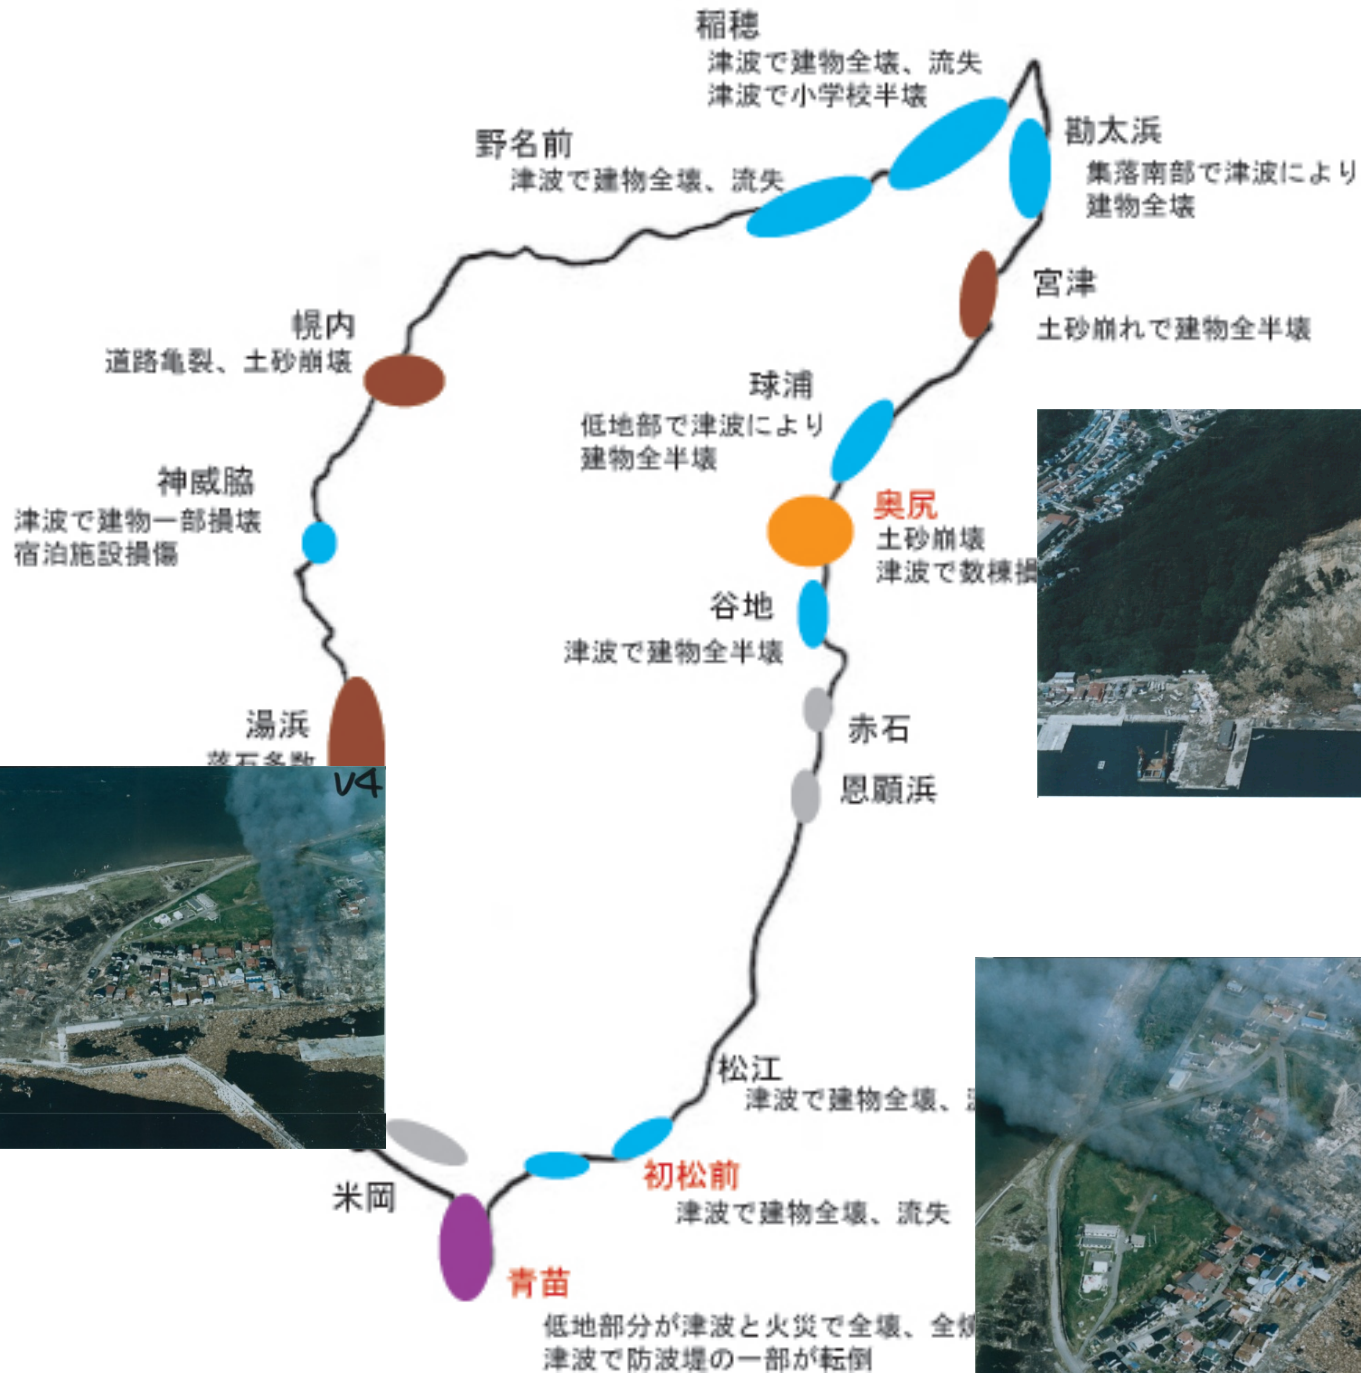 稲穂
津波で建物全壊、流失
津波で小学校半壊
野名前
津波で建物全壊、流失
勘太浜
集落南部で津波により
建物全壊
宮津
土砂崩れで建物全半壊
幌内
道路亀裂、土砂崩壊
球浦
低地部で津波により
建物全半壊
神威脇
津波で建物一部損壊
宿泊施設損傷
奥尻
土砂崩壊
津波で数棟損
谷地
津波で建物全半壊
湯浜
落石多数
赤石
恩顧浜
V4
松江
津波で建物全壊、
初松前
津波で建物全壊、流失
米岡
青苗
低地部分が津波と火災で全壊、全焼
津波で防波堤の一部が転倒